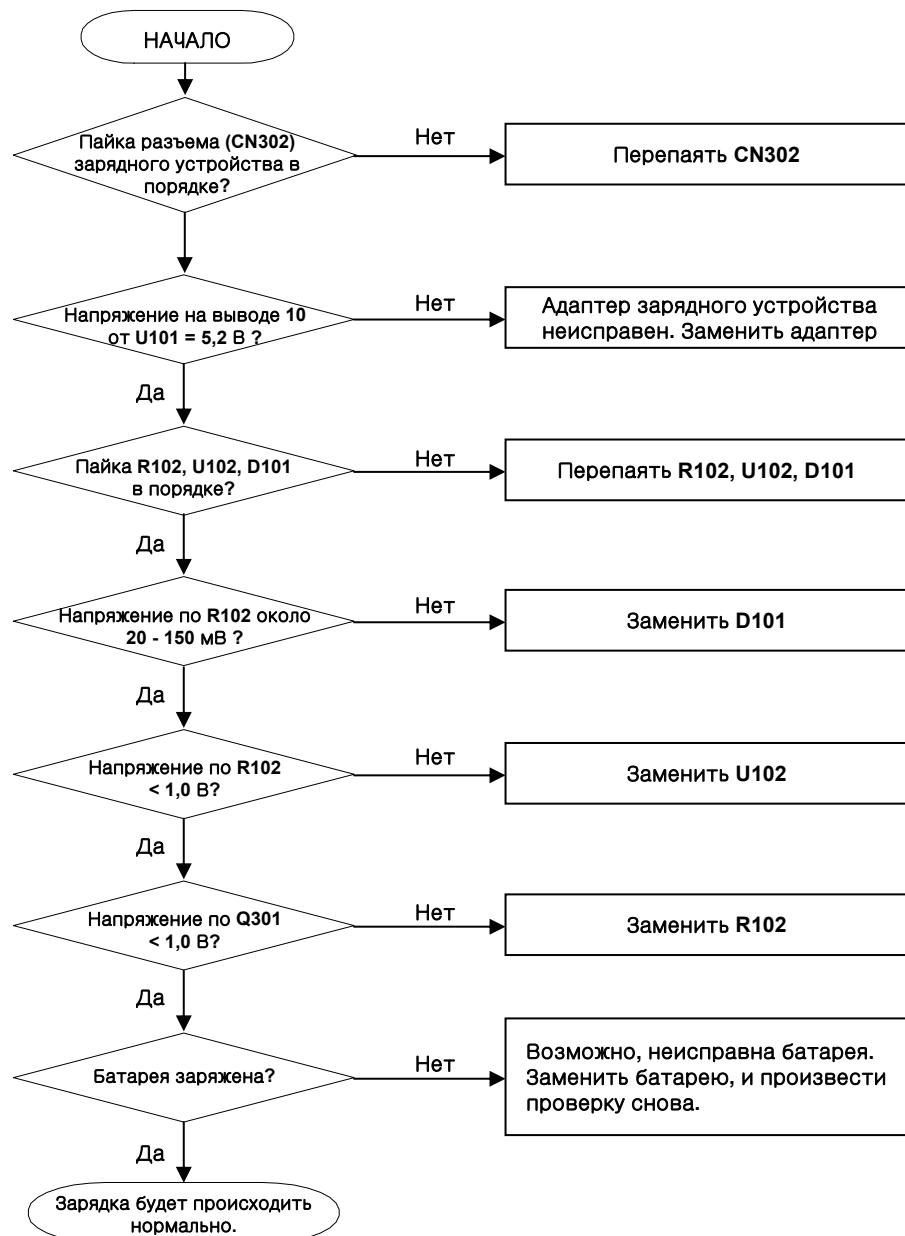 НАЧАЛО
Пайка разъема (CN302)
зарядного устройства в
порядке?
Нет
Перепаять CN302
Напряжение на выводе 10
от U101 = 5,2 В ?
Нет
Адаптер зарядного устройства
неисправен. Заменить адаптер
Да
Пайка R102, U102, D101
в порядке?
Нет
Перепаять R102, U102, D101
Да
Напряжение по R102 около
20 - 150 мВ ?
Нет
Заменить D101
Да
Напряжение по R102
< 1,0 В?
Нет
Заменить U102
Да
Напряжение по Q301
< 1,0 В?
Нет
Заменить R102
Да
Батарея заряжена?
Нет
Возможно, неисправна батарея.
Заменить батарею, и произвести
проверку снова.
Да
Зарядка будет происходить
нормально.